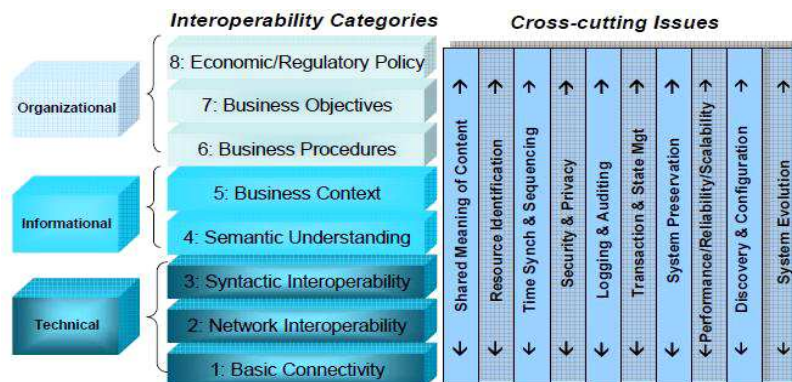 Interoperability Categories
Cross-cutting Issues
Organizational
8: Economic/Regulatory Policy
7: Business Objectives
6: Business Procedures
Informational
5: Business Context
4: Semantic Understanding
Technical
3: Syntactic Interoperability
2: Network Interoperability
1: Basic Connectivity
Shared Meaning of Content
Resource Identification
Time Synch & Sequencing
Security & Privacy
Logging & Auditing
Transaction & State Mgt
System Preservation
Performance/Reliability/Scalability
Discovery & Configuration
System Evolution